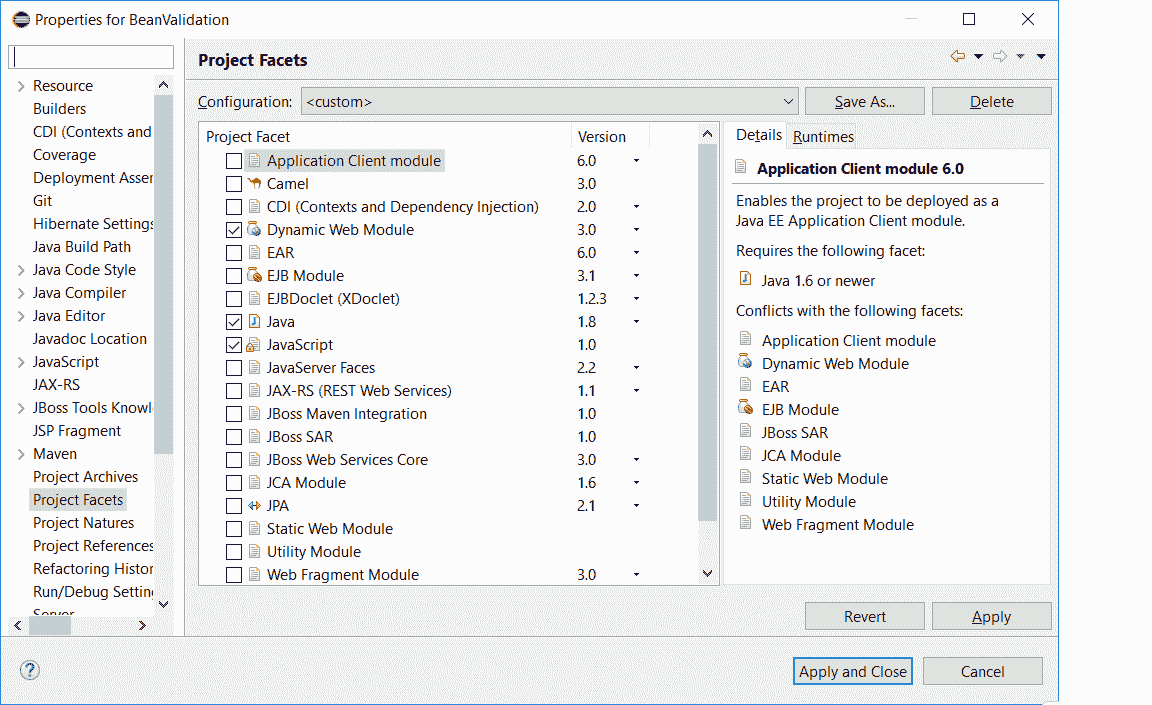 Properties for BeanValidation
Resource
Builders
CDI (Contexts and
Coverage
Deployment Asser
Git
Hibernate Settings
Java Build Path
Java Code Style
Java Compiler
Java Editor
Javadoc Location
JavaScript
JAX-RS
JBoss Tools Knowl
JSP Fragment
Maven
Project Archives
Project Facets
Project Natures
Project References
Refactoring Histor
Run/Debug Settin
Server
Project Facets
Configuration: <custom> Save As... Delete
Project Facet Version
Application Client module 6.0
Camel 3.0
CDI (Contexts and Dependency Injection) 2.0
Dynamic Web Module 3.0
EAR 6.0
EJB Module 3.1
EJBDoclet (XDoclet) 1.2.3
Java 1.8
JavaScript 1.0
JavaServer Faces 2.2
JAX-RS (REST Web Services) 1.1
JBoss Maven Integration 1.0
JBoss SAR 1.0
JBoss Web Services Core 3.0
JCA Module 1.6
JPA 2.1
Static Web Module
Utility Module
Web Fragment Module 3.0
Details Runtimes
Application Client module 6.0
Enables the project to be deployed as a
Java EE Application Client module.
Requires the following facet:
Java 1.6 or newer
Conflicts with the following facets:
Application Client module
Dynamic Web Module
EAR
EJB Module
JBoss SAR
JCA Module
Static Web Module
Utility Module
Web Fragment Module
Revert Apply
? Apply and Close Cancel